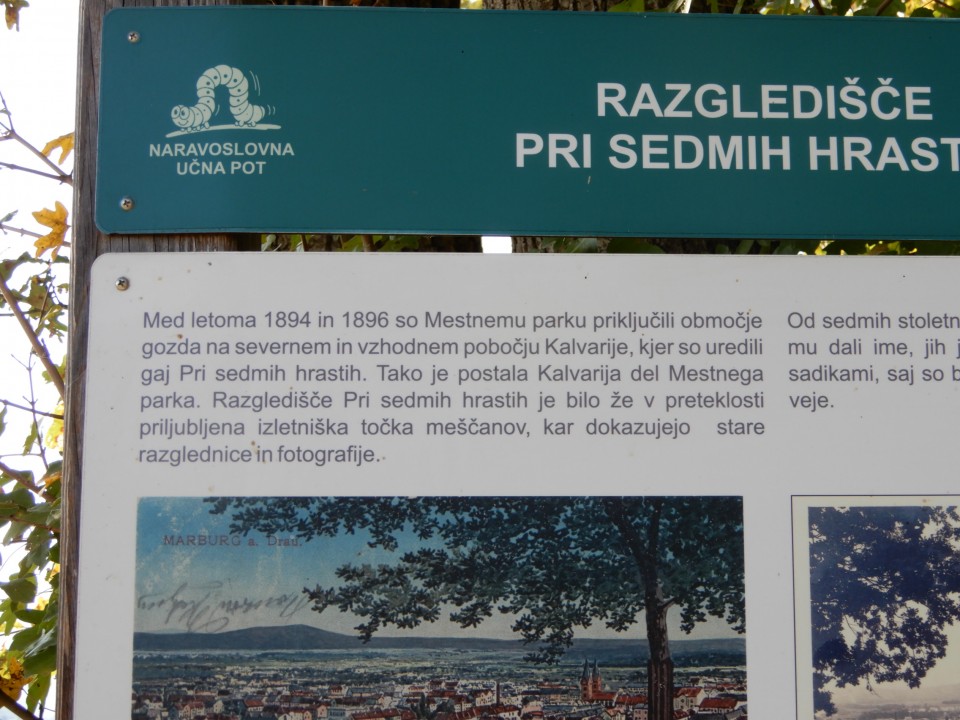 NARAVOSLOVNA
UČNA POT
RAZGLEDIŠČE
PRI SEDMIH HRAST
Med letoma 1894 in 1896 so Mestnemu parku priključili območje
gozda na severnem in vzhodnem pobočju Kalvarije, kjer so uredili
gaj Pri sedmih hrastih. Tako je postala Kalvarija del Mestnega
parka. Razgledišče Pri sedmih hrastih je bilo že v preteklosti
priljubljena izletniška točka meščanov, kar dokazujejo stare
razglednice in fotografije.
Od sedmih stoletn
mu dali ime, jih j
sadikami, saj so b
veje.
MARBURG a. Drau.